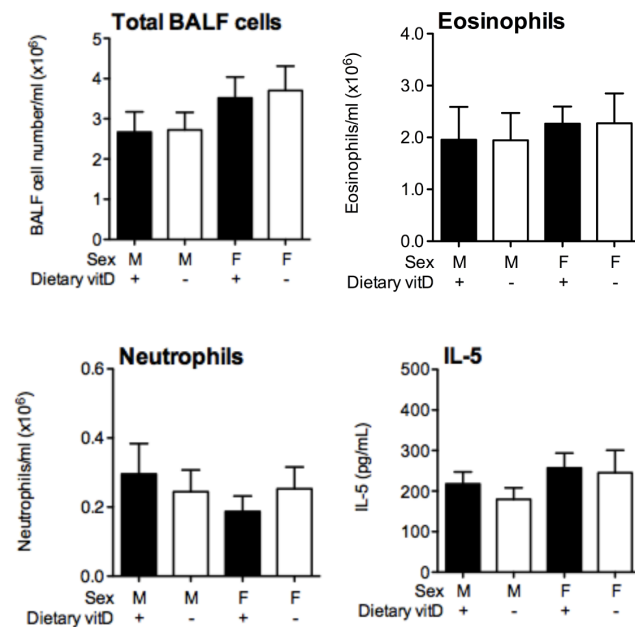 Total BALF cells
BALF cell number/ml (x10⁶)
5
4
3
2
1
0
Sex M M F F
Dietary vitD + - + -
Eosinophils
Eosinophils/ml (x10⁶)
4.0
3.0
2.0
1.0
0.0
Sex M M F F
Dietary vitD + - + -
Neutrophils
Neutrophils/ml (x10⁶)
0.6
0.4
0.2
0.0
Sex M M F F
Dietary vitD + - + -
IL-5
IL-5 (pg/mL)
500
400
300
200
100
0
Sex M M F F
Dietary vitD + - + -